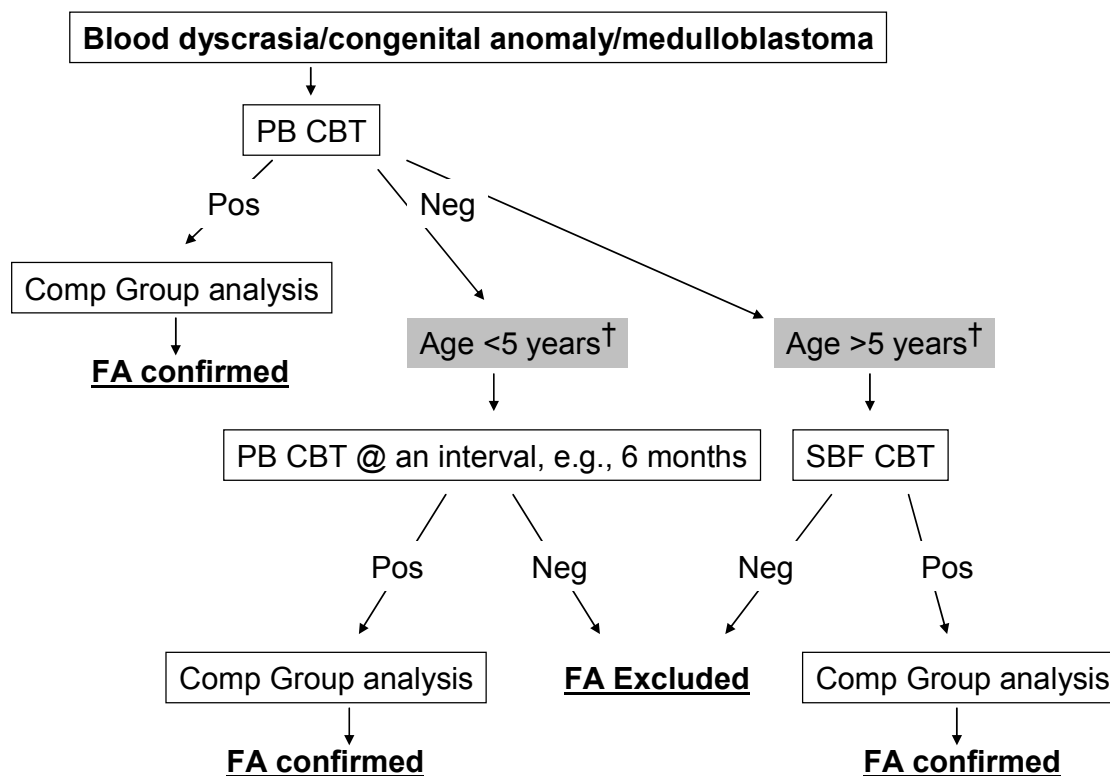 Blood dyscrasia/congenital anomaly/medulloblastoma
PB CBT
Pos
Neg
Comp Group analysis
FA confirmed
Age <5 years†
Age >5 years†
PB CBT @ an interval, e.g., 6 months
SBF CBT
Pos
Neg
Neg
Pos
Comp Group analysis
FA Excluded
Comp Group analysis
FA confirmed
FA confirmed